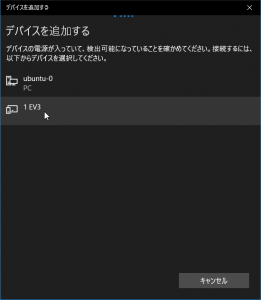 デバイスを追加する
デバイスを追加する
デバイスの電源が入っていて、検出可能になっていることを確かめてください。接続するには、
以下からデバイスを選択してください。
ubuntu-0
PC
1 EV3
キャンセル